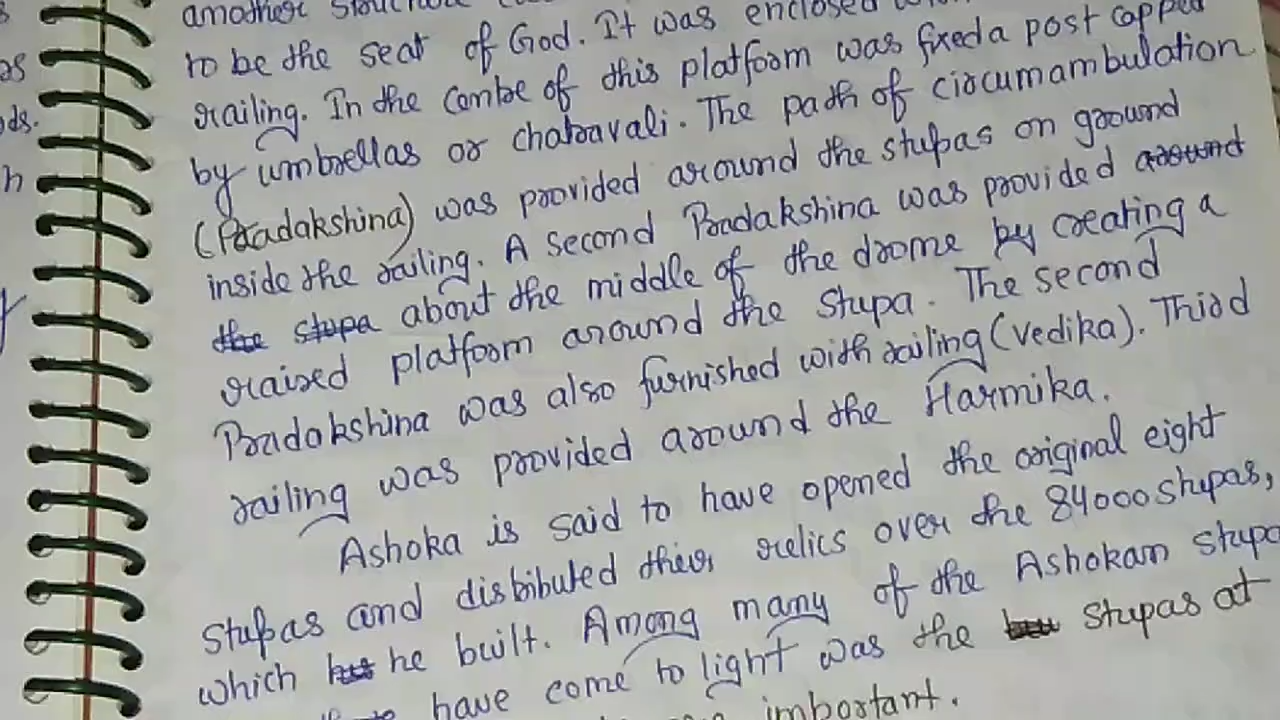 another
to be the seat of God. It was enclosed
railing. In the centre of this platform was fixed a post capped
by umbrellas or chatravali. The path of circumambulation
(Pradakshina) was provided around the stupas on ground
inside the railing. A second Pradakshina was provided around
the stupa about the middle of the drome by creating a
raised platform around the stupa. The second
Pradakshina was also furnished with railing (Vedika). Third
railing was provided around the Harmika.
Ashoka is said to have opened the original eight
stupas and distributed their relics over the 84000 stupas,
which he built. Among many of the Ashokan stupa
have come to light was the stupas at
important.